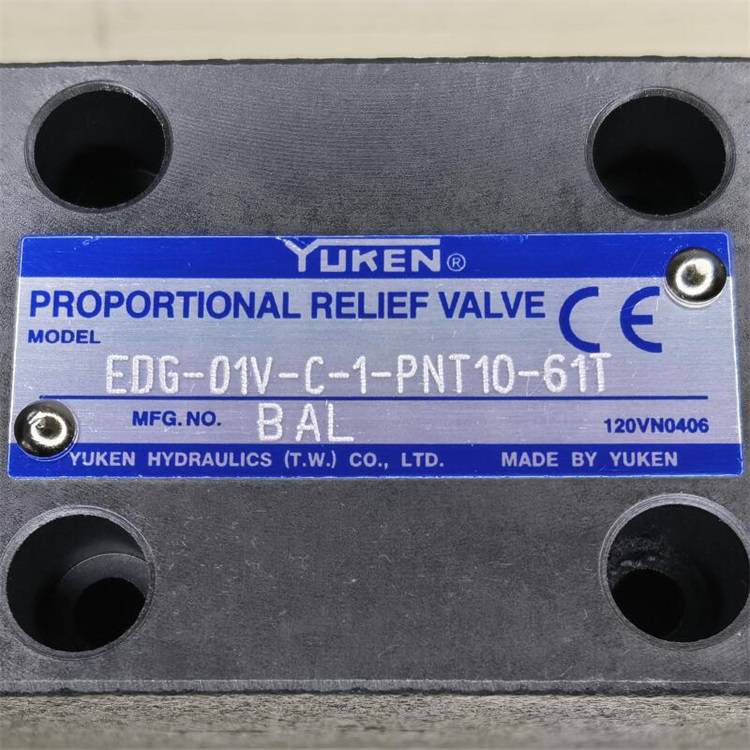 YUKEN®
PROPORTIONAL RELIEF VALVE CE
MODEL
EDG-01V-C-1-PNT10-61T
MFG.NO. BAL 120VN0406
YUKEN HYDRAULICS (T.W.) CO., LTD. MADE BY YUKEN